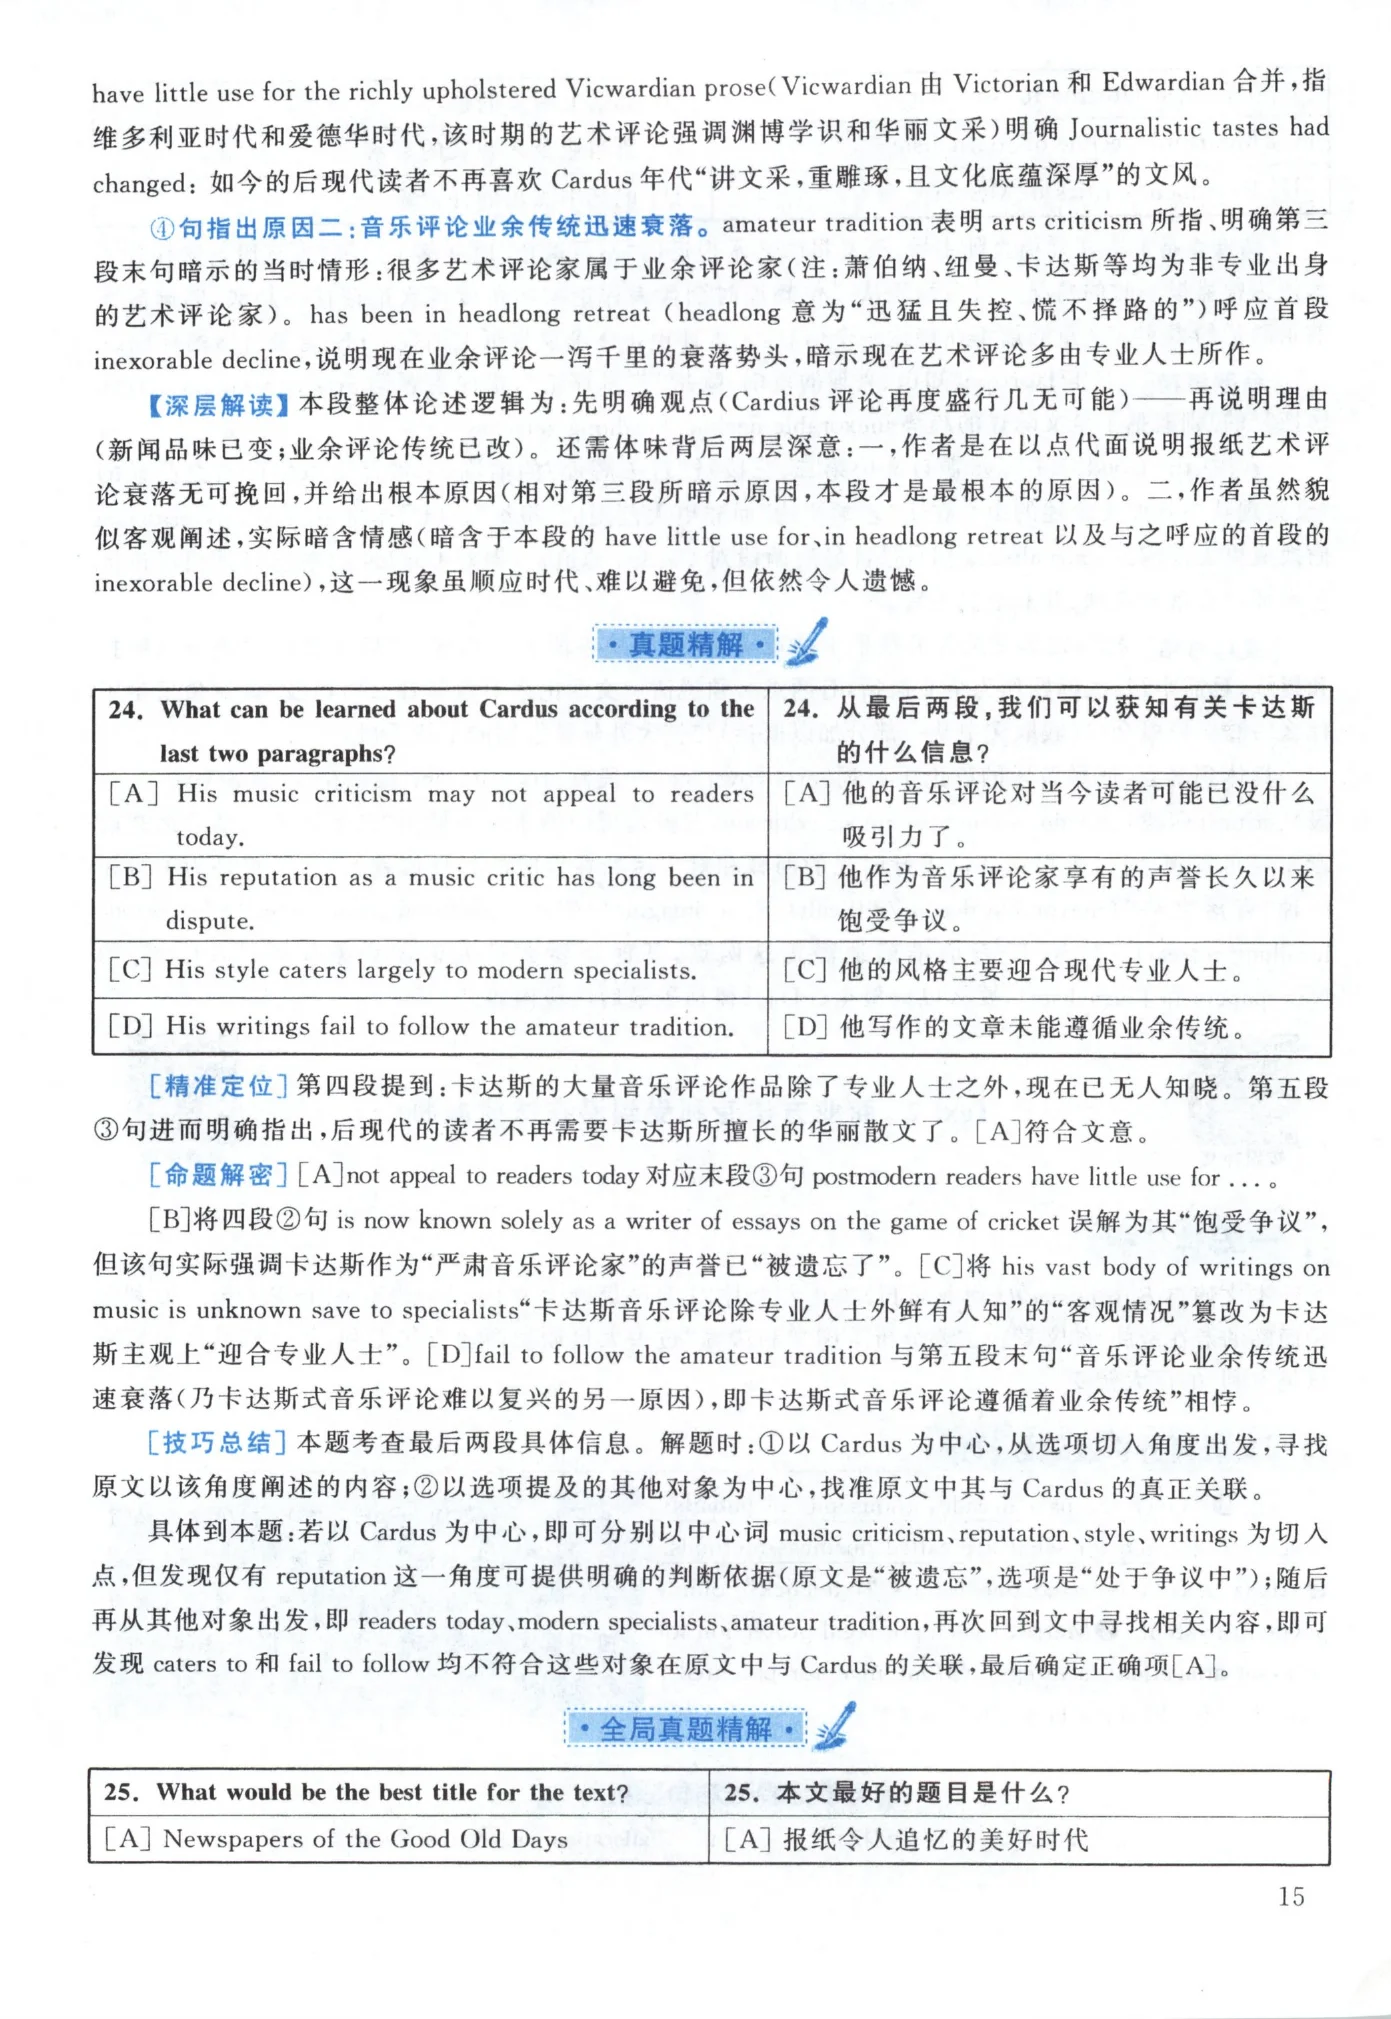 have little use for the richly upholstered Vicwardian prose(Vicwardian 由 Victorian 和 Edwardian 合并,指
维多利亚时代和爱德华时代,该时期的艺术评论强调渊博学识和华丽文采)明确 Journalistic tastes had
changed: 如今的后现代读者不再喜欢 Cardus 年代“讲文采,重雕琢,且文化底蕴深厚”的文风。
④句指出原因二:音乐评论业余传统迅速衰落。amateur tradition 表明 arts criticism 所指、明确第三
段末句暗示的当时情形:很多艺术评论家属于业余评论家(注:萧伯纳、纽曼、卡达斯等均为非专业出身
的艺术评论家)。has been in headlong retreat (headlong 意为“迅猛且失控、慌不择路的”)呼应首段
inexorable decline,说明现在业余评论一泻千里的衰落势头,暗示现在艺术评论多由专业人士所作。
【深层解读】本段整体论述逻辑为:先明确观点(Cardius 评论再度盛行几无可能)——再说明理由
(新闻品味已变;业余评论传统已改)。还需体味背后两层深意:一,作者是在以点代面说明报纸艺术评
论衰落无可挽回,并给出根本原因(相对第三段所暗示原因,本段才是最根本的原因)。二,作者虽然貌
似客观阐述,实际暗含情感(暗含于本段的 have little use for、in headlong retreat 以及与之呼应的首段的
inexorable decline),这一现象虽顺应时代、难以避免,但依然令人遗憾。
·真题精解·
24. What can be learned about Cardus according to the
last two paragraphs?
24. 从最后两段,我们可以获知有关卡达斯
的什么信息?
[A] His music criticism may not appeal to readers
today.
[A] 他的音乐评论对当今读者可能已没什么
吸引力了。
[B] His reputation as a music critic has long been in
dispute.
[B] 他作为音乐评论家享有的声誉长久以来
饱受争议。
[C] His style caters largely to modern specialists.
[C] 他的风格主要迎合现代专业人士。
[D] His writings fail to follow the amateur tradition.
[D] 他写作的文章未能遵循业余传统。
[精准定位] 第四段提到:卡达斯的大量音乐评论作品除了专业人士之外,现在已无人知晓。第五段
③句进而明确指出,后现代的读者不再需要卡达斯所擅长的华丽散文了。[A]符合文意。
[命题解密] [A]not appeal to readers today 对应末段③句 postmodern readers have little use for ...。
[B]将四段②句 is now known solely as a writer of essays on the game of cricket 误解为其“饱受争议”,
但该句实际强调卡达斯作为“严肃音乐评论家”的声誉已“被遗忘了”。[C]将 his vast body of writings on
music is unknown save to specialists“卡达斯音乐评论除专业人士外鲜有人知”的“客观情况”篡改为卡达
斯主观上“迎合专业人士”。[D]fail to follow the amateur tradition 与第五段末句“音乐评论业余传统迅
速衰落(乃卡达斯式音乐评论难以复兴的另一原因),即卡达斯式音乐评论遵循着业余传统”相悖。
[技巧总结] 本题考查最后两段具体信息。解题时:①以 Cardus 为中心,从选项切入角度出发,寻找
原文以该角度阐述的内容;②以选项提及的其他对象为中心,找准原文中其与 Cardus 的真正关联。
具体到本题:若以 Cardus 为中心,即可分别以中心词 music criticism、reputation、style、writings 为切入
点,但发现仅有 reputation 这一角度可提供明确的判断依据(原文是“被遗忘”,选项是“处于争议中”);随后
再从其他对象出发,即 readers today、modern specialists、amateur tradition,再次回到文中寻找相关内容,即可
发现 caters to 和 fail to follow 均不符合这些对象在原文中与 Cardus 的关联,最后确定正确项[A]。
·全局真题精解·
25. What would be the best title for the text?
25. 本文最好的题目是什么?
[A] Newspapers of the Good Old Days
[A] 报纸令人追忆的美好时代
15